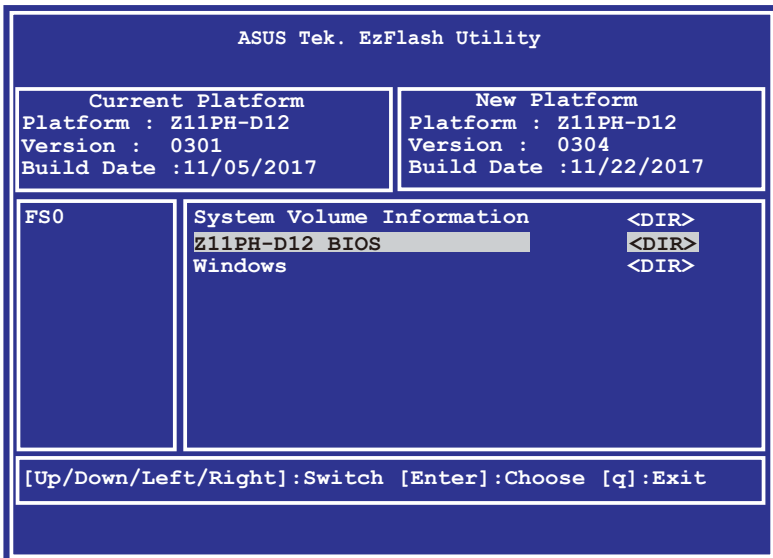 ASUS Tek. EzFlash Utility
Current Platform
Platform : Z11PH-D12
Version : 0301
Build Date :11/05/2017
New Platform
Platform : Z11PH-D12
Version : 0304
Build Date :11/22/2017
FS0
System Volume Information <DIR>
Z11PH-D12 BIOS <DIR>
Windows <DIR>
[Up/Down/Left/Right]:Switch [Enter]:Choose [q]:Exit